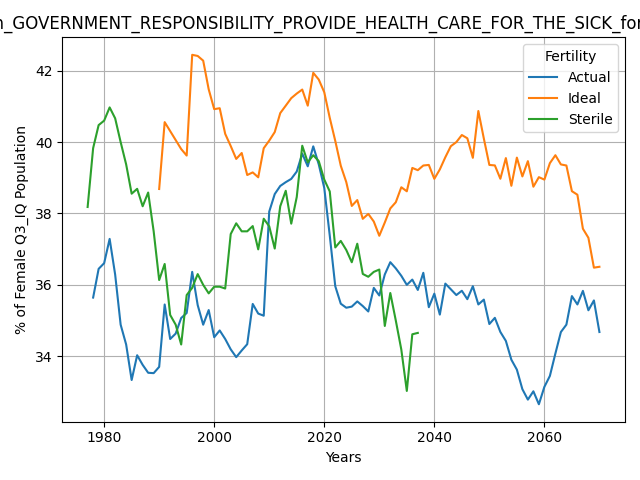 n_GOVERNMENT_RESPONSIBILITY_PROVIDE_HEALTH_CARE_FOR_THE_SICK_for
Fertility
Actual
Ideal
Sterile
% of Female Q3_IQ Population
42
40
38
36
34
1980
2000
2020
2040
2060
Years